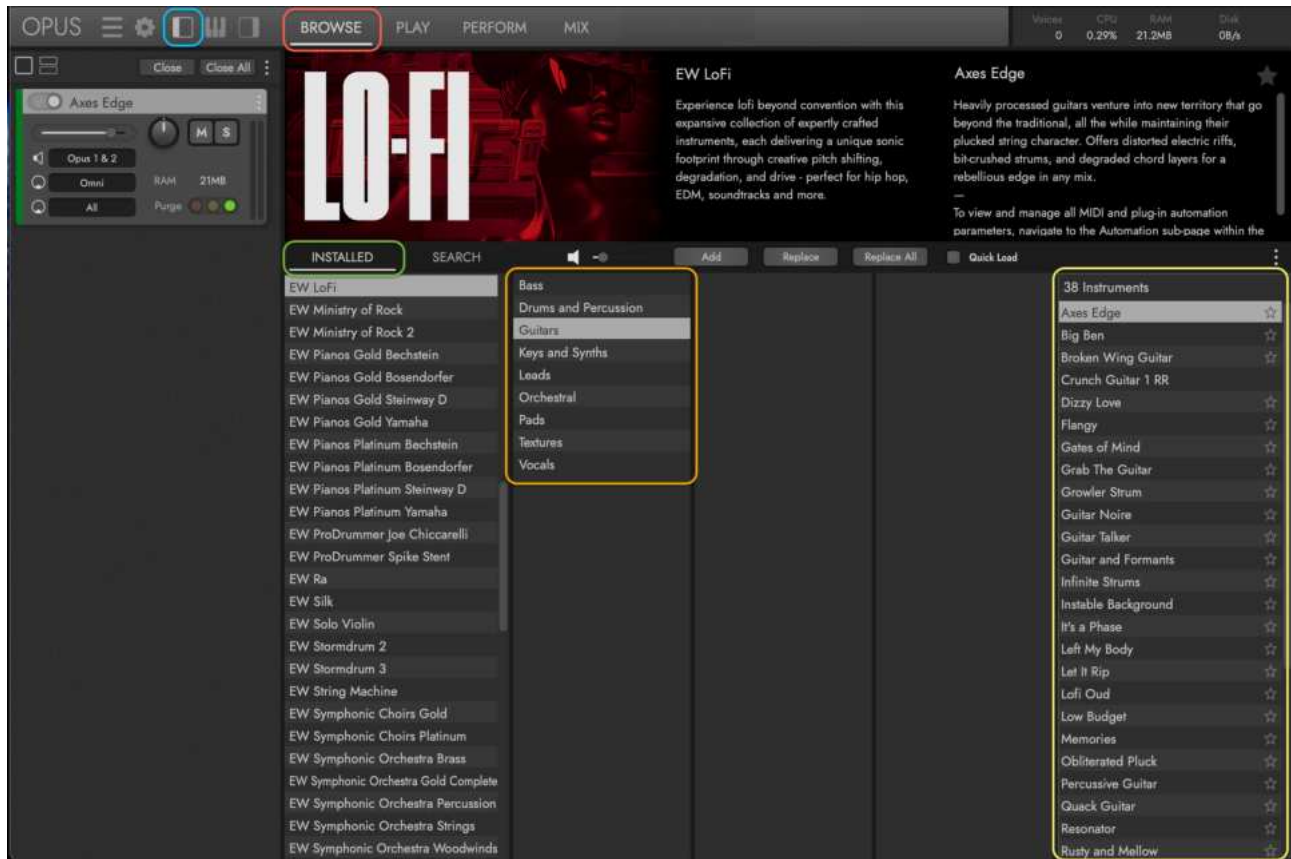 OPUS
BROWSE PLAY PERFORM MIX
Voices CPU RAM Disk
0 0.29% 21.2MB 0B/s
Close Close All
Axes Edge
M S
Opus 1 & 2
Omni RAM 21MB
All Purge
LO-FI
EW LoFi
Experience lofi beyond convention with this
expansive collection of expertly crafted
instruments, each delivering a unique sonic
footprint through creative pitch shifting,
degradation, and drive - perfect for hip hop,
EDM, soundtracks and more.
Axes Edge
Heavily processed guitars venture into new territory that go
beyond the traditional, all the while maintaining their
plucked string character. Offers distorted electric riffs,
bit-crushed strums, and degraded chord layers for a
rebellious edge in any mix.
—
To view and manage all MIDI and plug-in automation
parameters, navigate to the Automation sub-page within the
INSTALLED SEARCH Add Replace Replace All Quick Load
EW LoFi
EW Ministry of Rock
EW Ministry of Rock 2
EW Pianos Gold Bechstein
EW Pianos Gold Bosendorfer
EW Pianos Gold Steinway D
EW Pianos Gold Yamaha
EW Pianos Platinum Bechstein
EW Pianos Platinum Bosendorfer
EW Pianos Platinum Steinway D
EW Pianos Platinum Yamaha
EW ProDrummer Joe Chiccarelli
EW ProDrummer Spike Stent
EW Ra
EW Silk
EW Solo Violin
EW Stormdrum 2
EW Stormdrum 3
EW String Machine
EW Symphonic Choirs Gold
EW Symphonic Choirs Platinum
EW Symphonic Orchestra Brass
EW Symphonic Orchestra Gold Complete
EW Symphonic Orchestra Percussion
EW Symphonic Orchestra Strings
EW Symphonic Orchestra Woodwinds
Bass
Drums and Percussion
Guitars
Keys and Synths
Leads
Orchestral
Pads
Textures
Vocals
38 Instruments
Axes Edge
Big Ben
Broken Wing Guitar
Crunch Guitar 1 RR
Dizzy Love
Flangy
Gates of Mind
Grab The Guitar
Growler Strum
Guitar Noire
Guitar Talker
Guitar and Formants
Infinite Strums
Instable Background
It's a Phase
Left My Body
Let It Rip
Lofi Oud
Low Budget
Memories
Obliterated Pluck
Percussive Guitar
Quack Guitar
Resonator
Rusty and Mellow